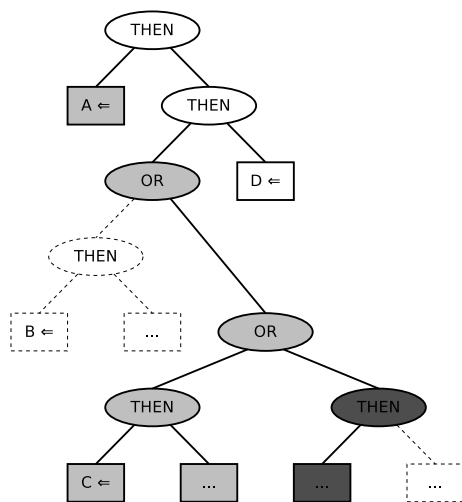 THEN
A ⇐
THEN
OR
D ⇐
THEN
B ⇐
...
OR
THEN
THEN
C ⇐
...
...
...